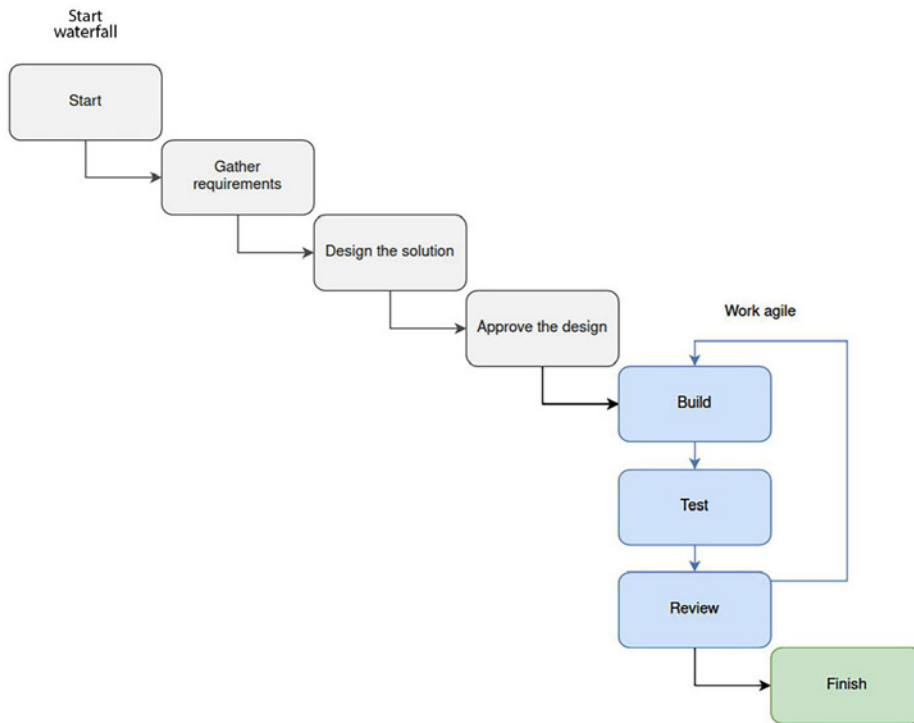 Start
waterfall
Start
Gather
requirements
Design the solution
Approve the design
Work agile
Build
Test
Review
Finish